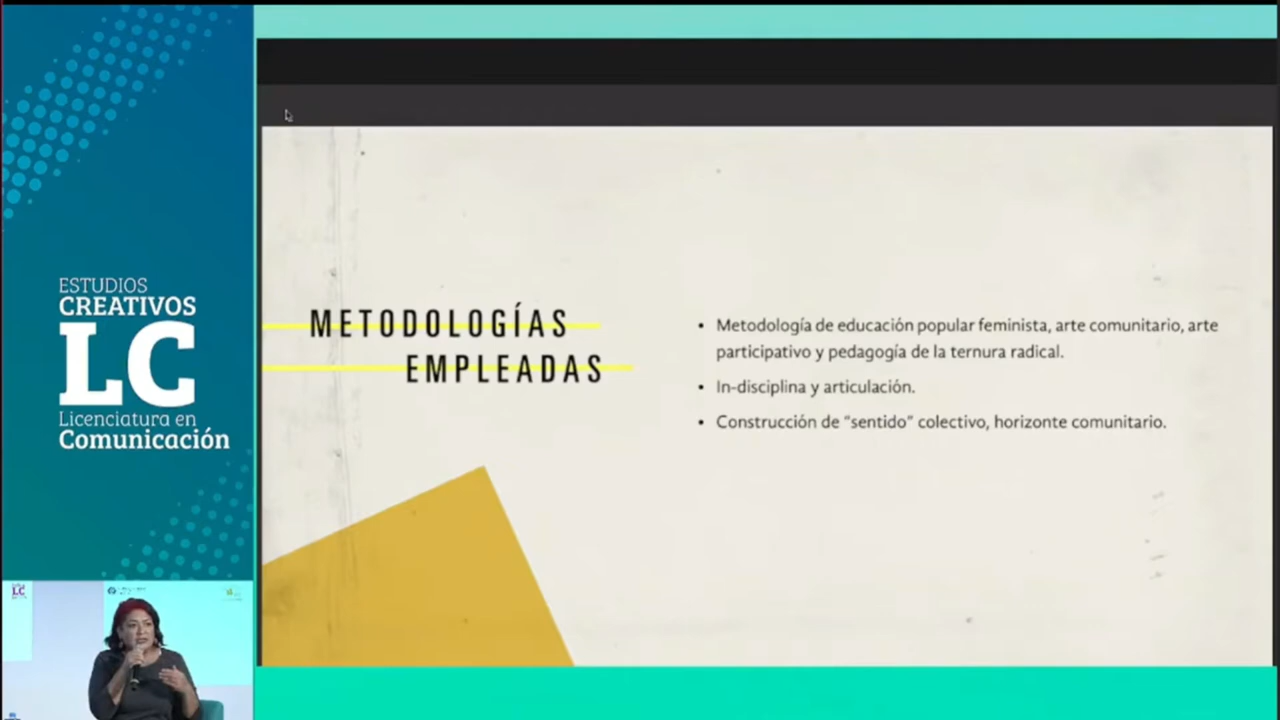 ESTUDIOS
CREATIVOS
LC
Licenciatura en
Comunicación
METODOLOGÍAS
EMPLEADAS
• Metodología de educación popular feminista, arte comunitario, arte
participativo y pedagogía de la ternura radical.
• In-disciplina y articulación.
• Construcción de "sentido" colectivo, horizonte comunitario.
LC